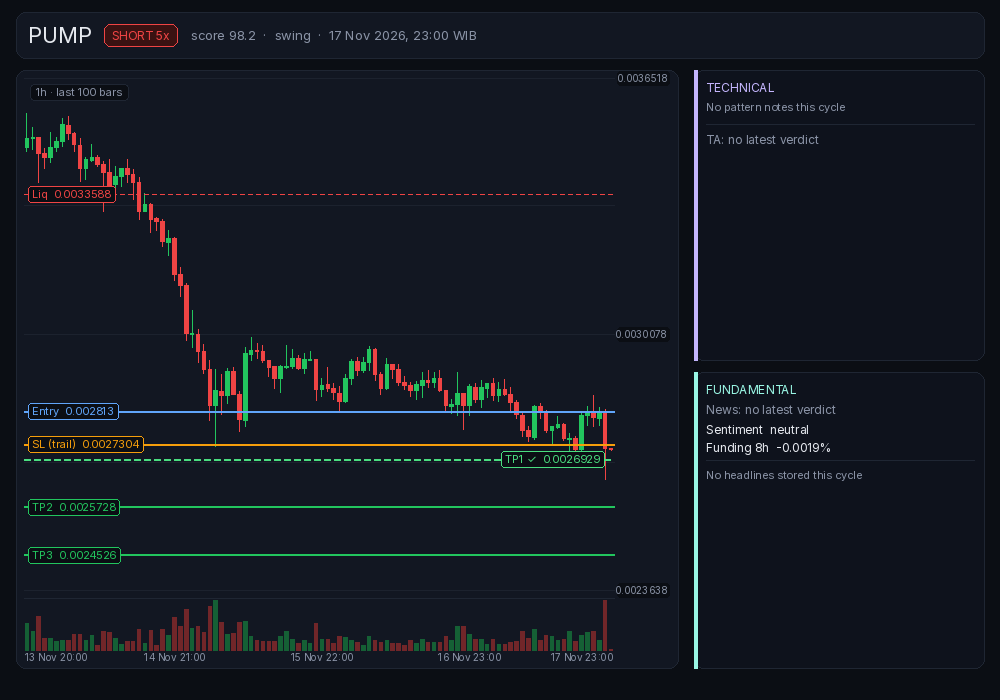 PUMP SHORT 5x score 98.2 · swing · 17 Nov 2026, 23:00 WIB
1h · last 100 bars
0.0036518
Liq 0.0033588
0.0030078
Entry 0.002813
SL (trail) 0.0027304
TP1 ✓ 0.0026929
TP2 0.0025728
TP3 0.0024526
0.0023638
13 Nov 20:00 14 Nov 21:00 15 Nov 22:00 16 Nov 23:00 17 Nov 23:00
TECHNICAL
No pattern notes this cycle
TA: no latest verdict
FUNDAMENTAL
News: no latest verdict
Sentiment neutral
Funding 8h -0.0019%
No headlines stored this cycle